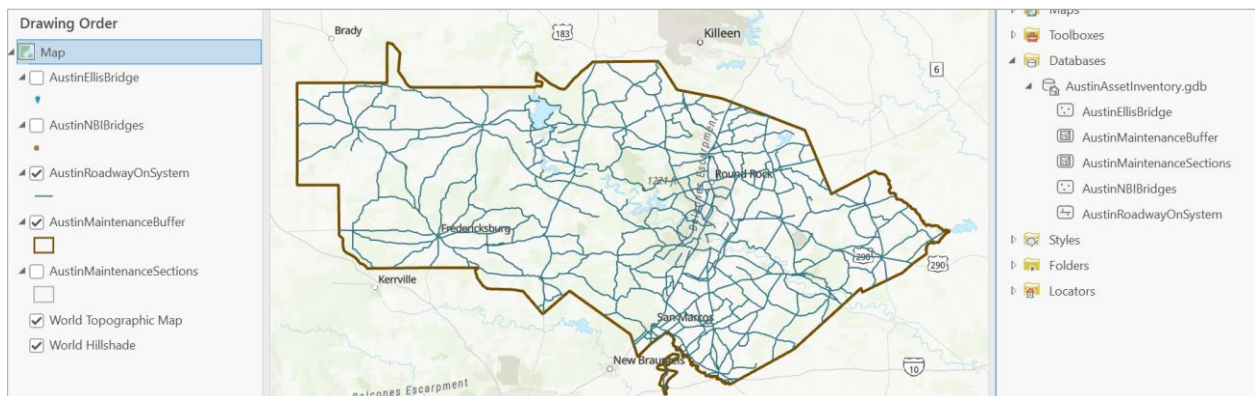 Drawing Order
Map
AustinEllisBridge
AustinNBIBridges
AustinRoadwayOnSystem
AustinMaintenanceBuffer
AustinMaintenanceSections
World Topographic Map
World Hillshade
Brady
183
Killeen
6
Balcones Escarpment
1221 ft
Round Rock
Fredericksburg
290
290
Kerrville
San Marcos
New Braunfels
10
Balcones Escarpment
Maps
Toolboxes
Databases
AustinAssetInventory.gdb
AustinEllisBridge
AustinMaintenanceBuffer
AustinMaintenanceSections
AustinNBIBridges
AustinRoadwayOnSystem
Styles
Folders
Locators